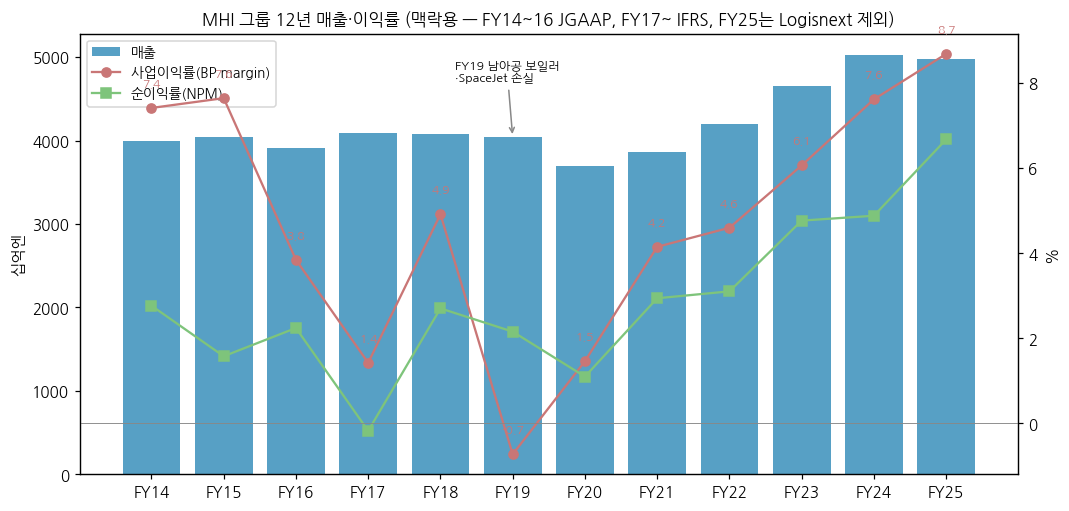 MHI 그룹 12년 매출·이익률 (맥락용 — FY14~16 JGAAP, FY17~ IFRS, FY25는 Logisnext 제외)
매출
사업이익률(BP margin)
순이익률(NPM)
FY19 남아공 보일러
·SpaceJet 손실
7.4
8.7
십억엔
5000
4000
3000
2000
1000
0
%
8
6
4
2
0
FY14
FY15
FY16
FY17
FY18
FY19
FY20
FY21
FY22
FY23
FY24
FY25